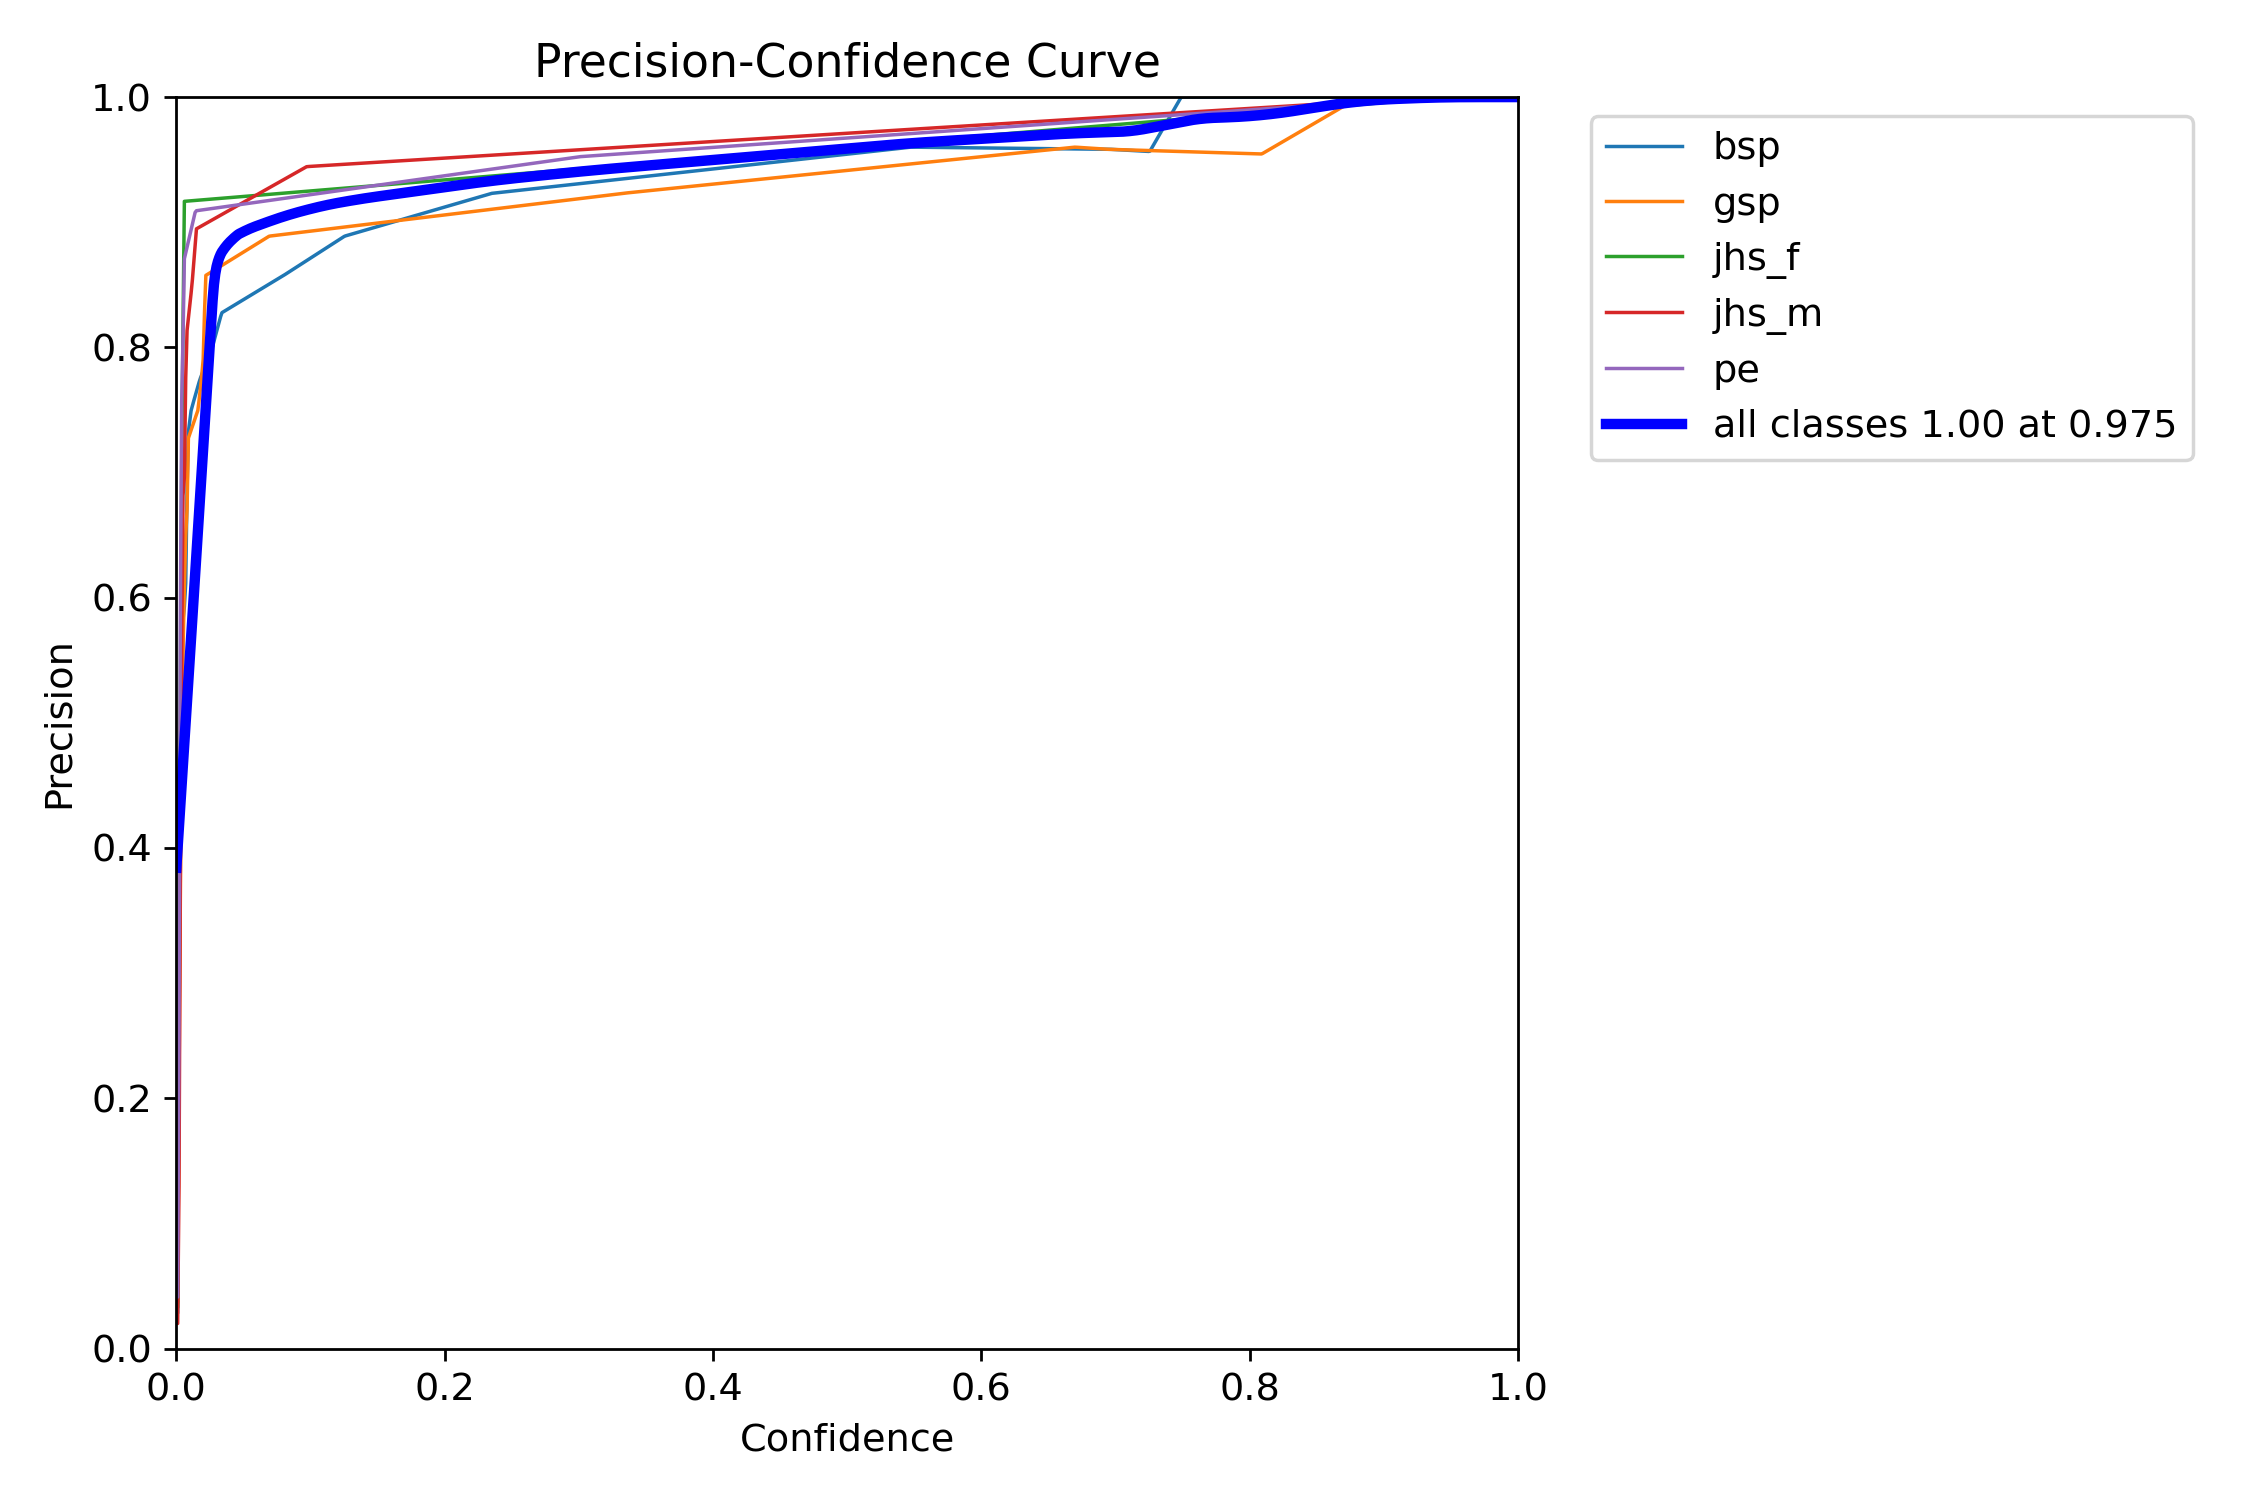 Precision-Confidence Curve
1.0
0.8
0.6
0.4
0.2
0.0
Precision
0.0 0.2 0.4 0.6 0.8 1.0
Confidence
bsp
gsp
jhs_f
jhs_m
pe
all classes 1.00 at 0.975